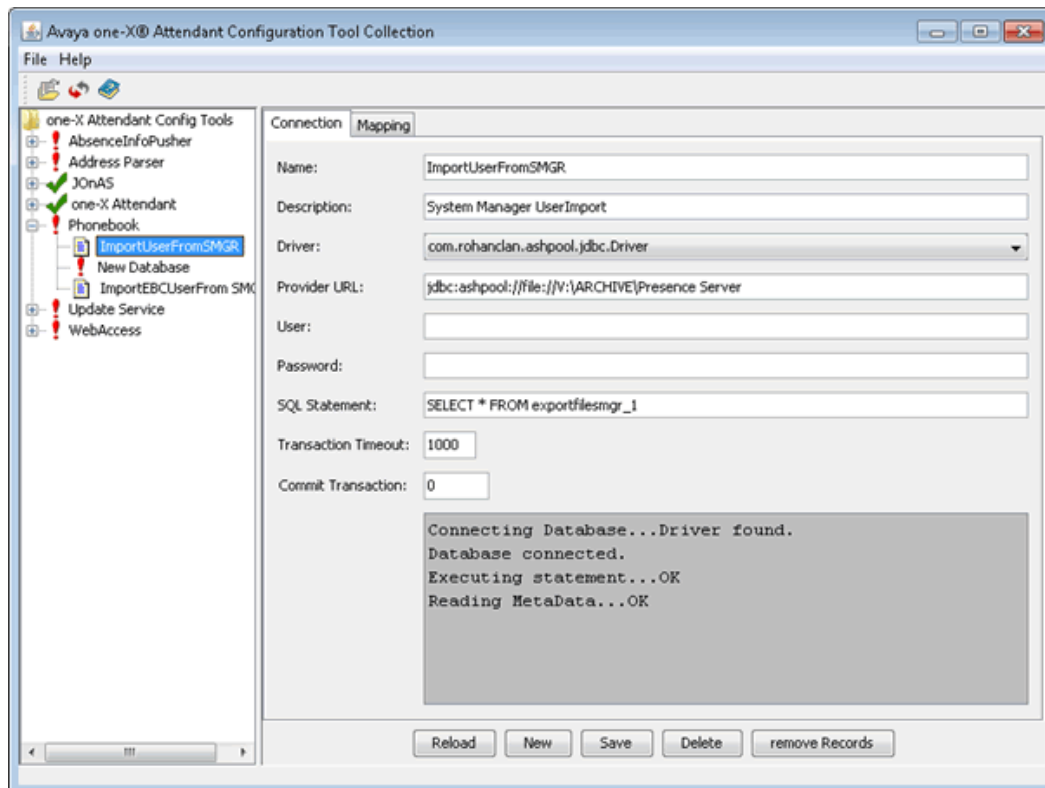 Avaya one-X® Attendant Configuration Tool Collection
File Help
one-X Attendant Config Tools
AbsenceInfoPusher
Address Parser
JOnAS
one-X Attendant
Phonebook
ImportUserFromSMGR
New Database
ImportEBCUserFrom SMG
Update Service
WebAccess
Connection Mapping
Name: ImportUserFromSMGR
Description: System Manager UserImport
Driver: com.rohanclan.ashpool.jdbc.Driver
Provider URL: jdbc:ashpool://file://V:\ARCHIVE\Presence Server
User:
Password:
SQL Statement: SELECT * FROM exportfilesmgr_1
Transaction Timeout: 1000
Commit Transaction: 0
Connecting Database...Driver found.
Database connected.
Executing statement...OK
Reading MetaData...OK
Reload New Save Delete remove Records